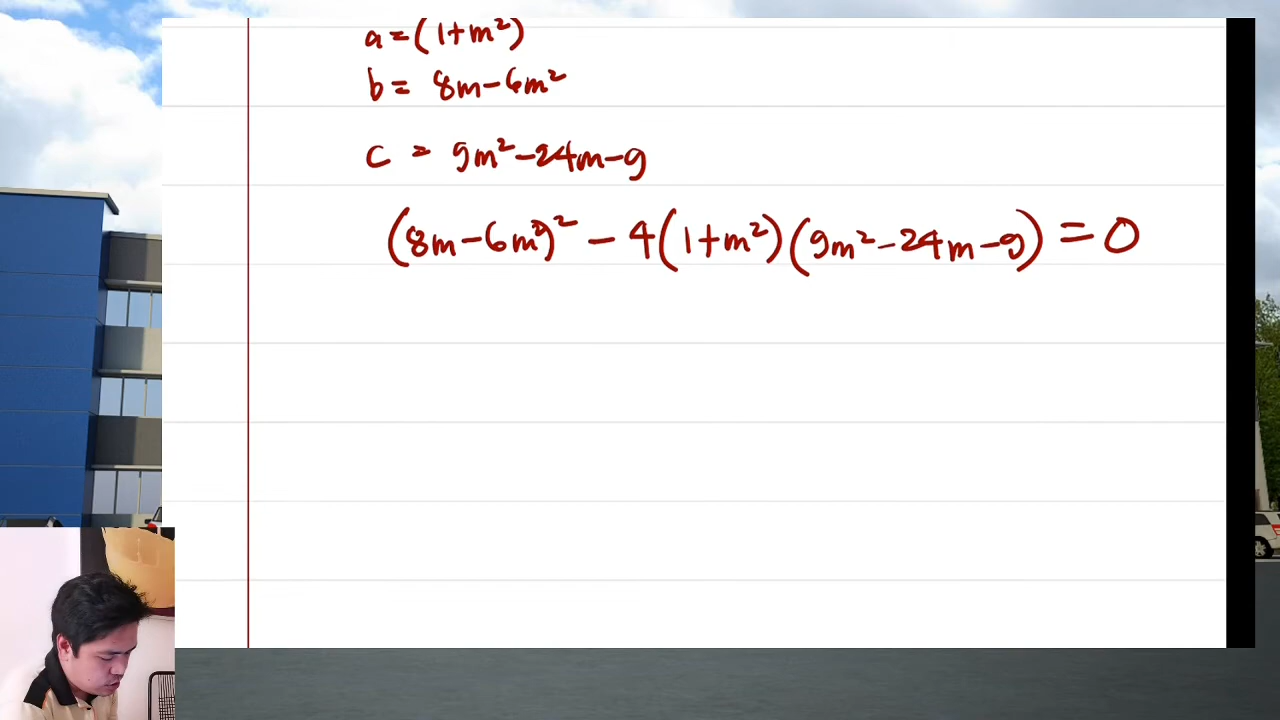 a = (1+m²)
b = 8m-6m²
c = 9m²-24m-9
(8m-6m²)² - 4(1+m²)(9m²-24m-9) = 0